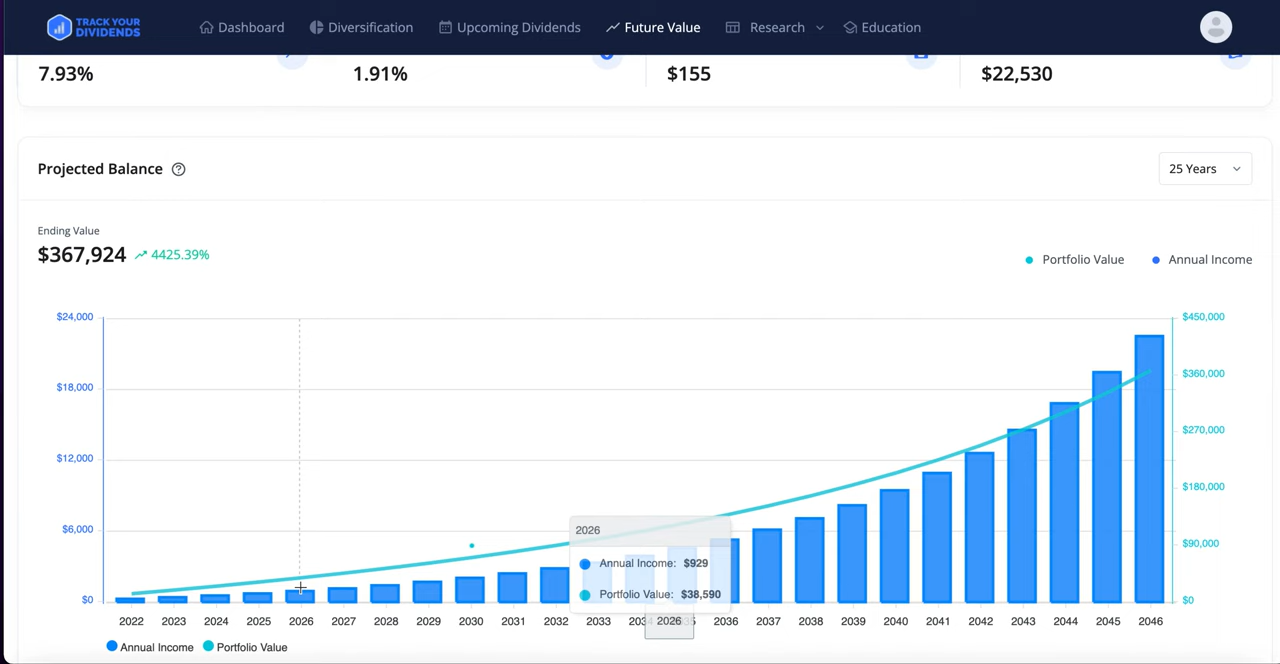 TRACK YOUR
DIVIDENDS
Dashboard
Diversification
Upcoming Dividends
Future Value
Research
Education
7.93%
1.91%
$155
$22,530
Projected Balance
25 Years
Ending Value
$367,924
4425.39%
Portfolio Value
Annual Income
$24,000
$18,000
$12,000
$6,000
$0
$450,000
$360,000
$270,000
$180,000
$90,000
$0
2026
Annual Income: $929
Portfolio Value: $38,590
2022 2023 2024 2025 2026 2027 2028 2029 2030 2031 2032 2033 2026 2036 2037 2038 2039 2040 2041 2042 2043 2044 2045 2046
Annual Income
Portfolio Value